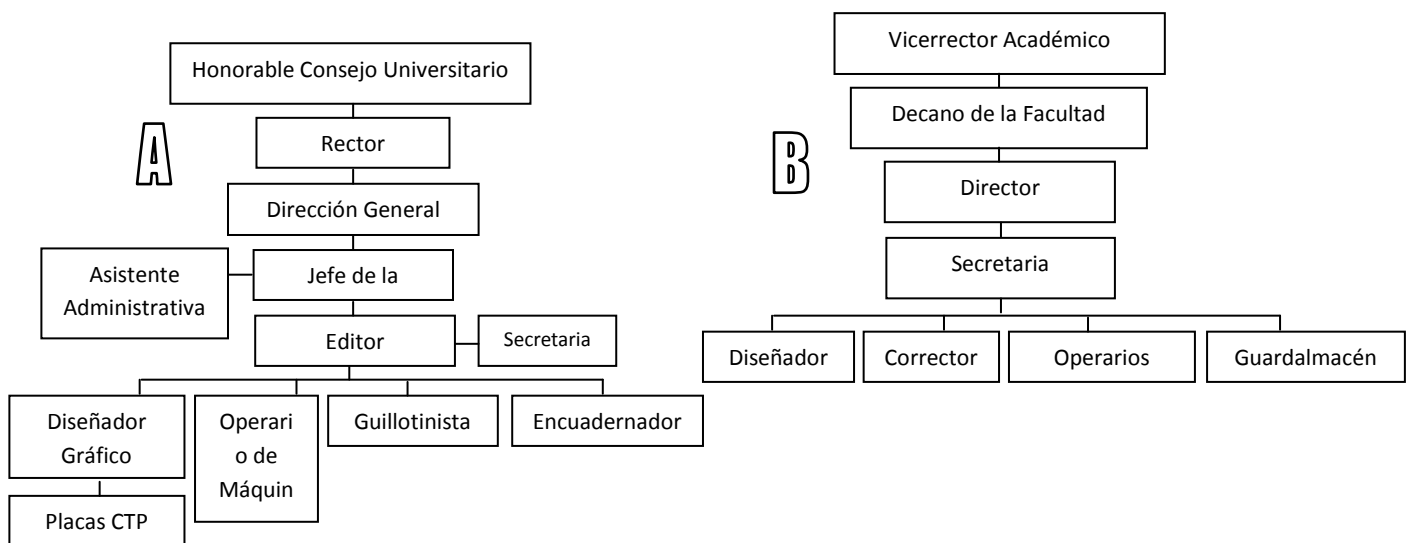 A
Honorable Consejo Universitario
Rector
Dirección General
Asistente
Administrativa
Jefe de la
Editor
Secretaria
Diseñador
Gráfico
Operari
o de
Máquin
Guillotinista
Encuadernador
Placas CTP
B
Vicerrector Académico
Decano de la Facultad
Director
Secretaria
Diseñador
Corrector
Operarios
Guardalmacén